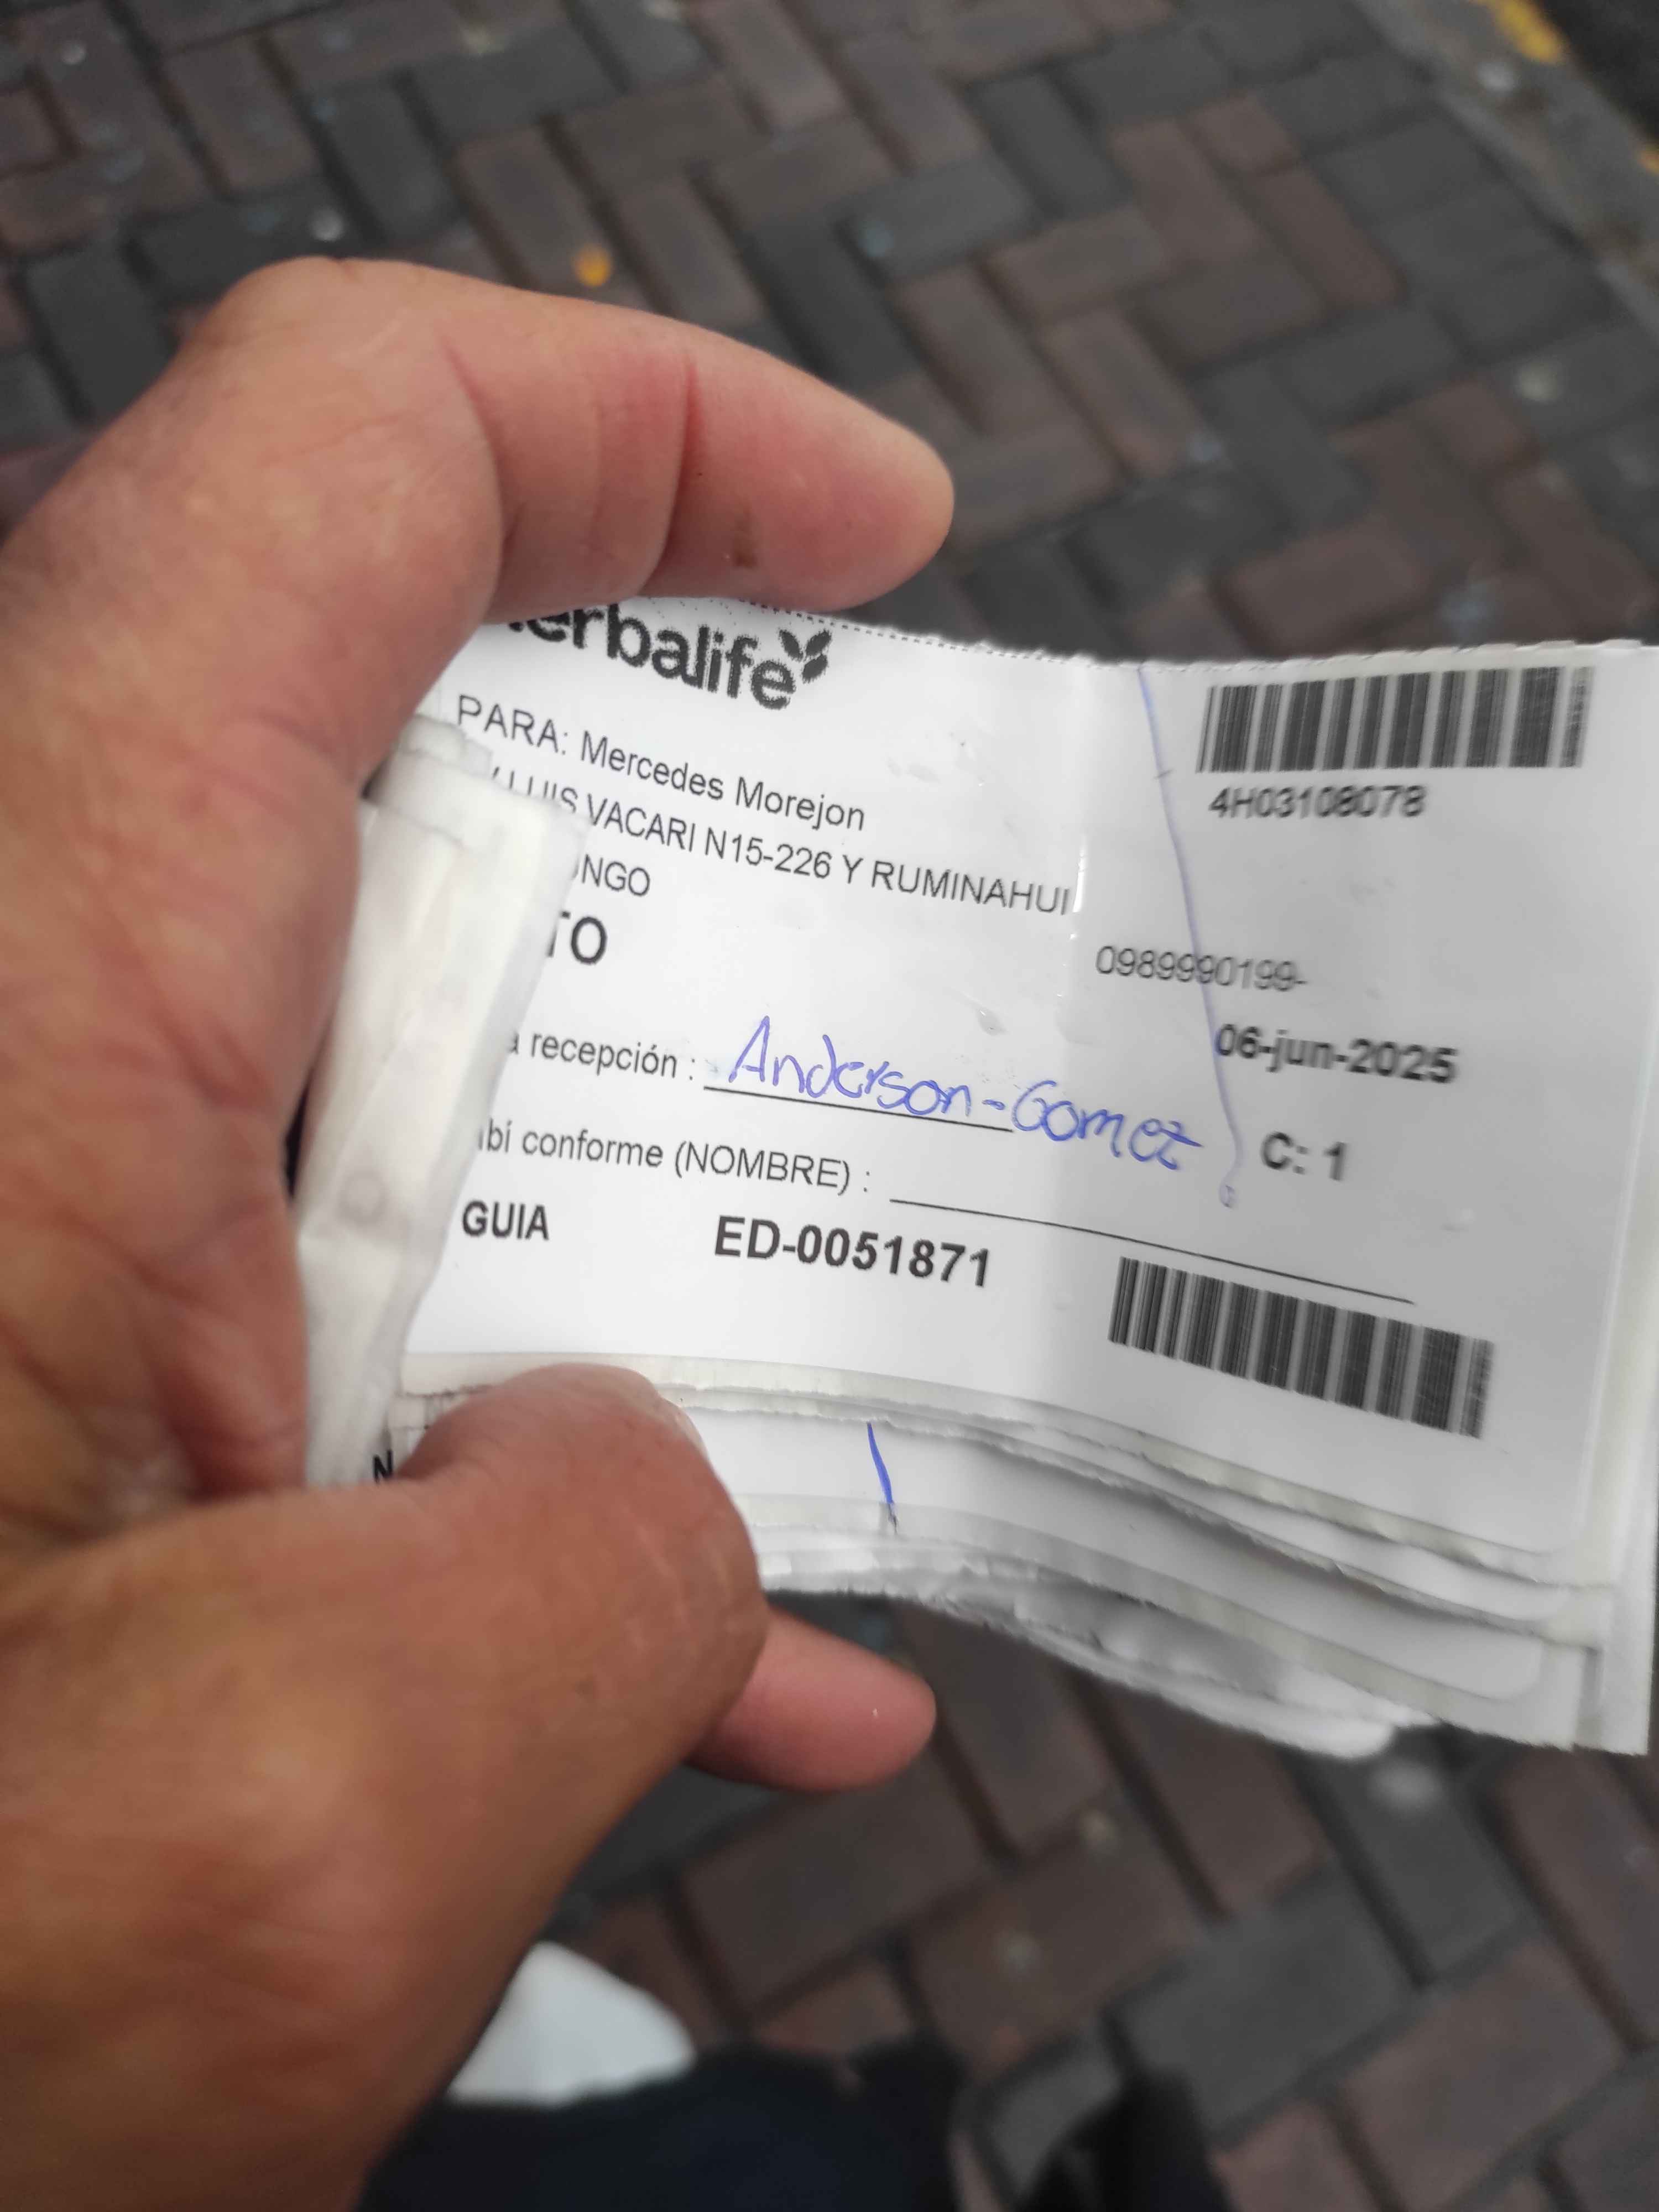 erbalife
4H03108078
PARA: Mercedes Morejon
Y LUIS VACARI N15-226 Y RUMINAHUI
NGO
TO
0989990199-
06-jun-2025
a recepción : Anderson-Gomez
C: 1
bí conforme (NOMBRE) :
GUIA ED-0051871
N